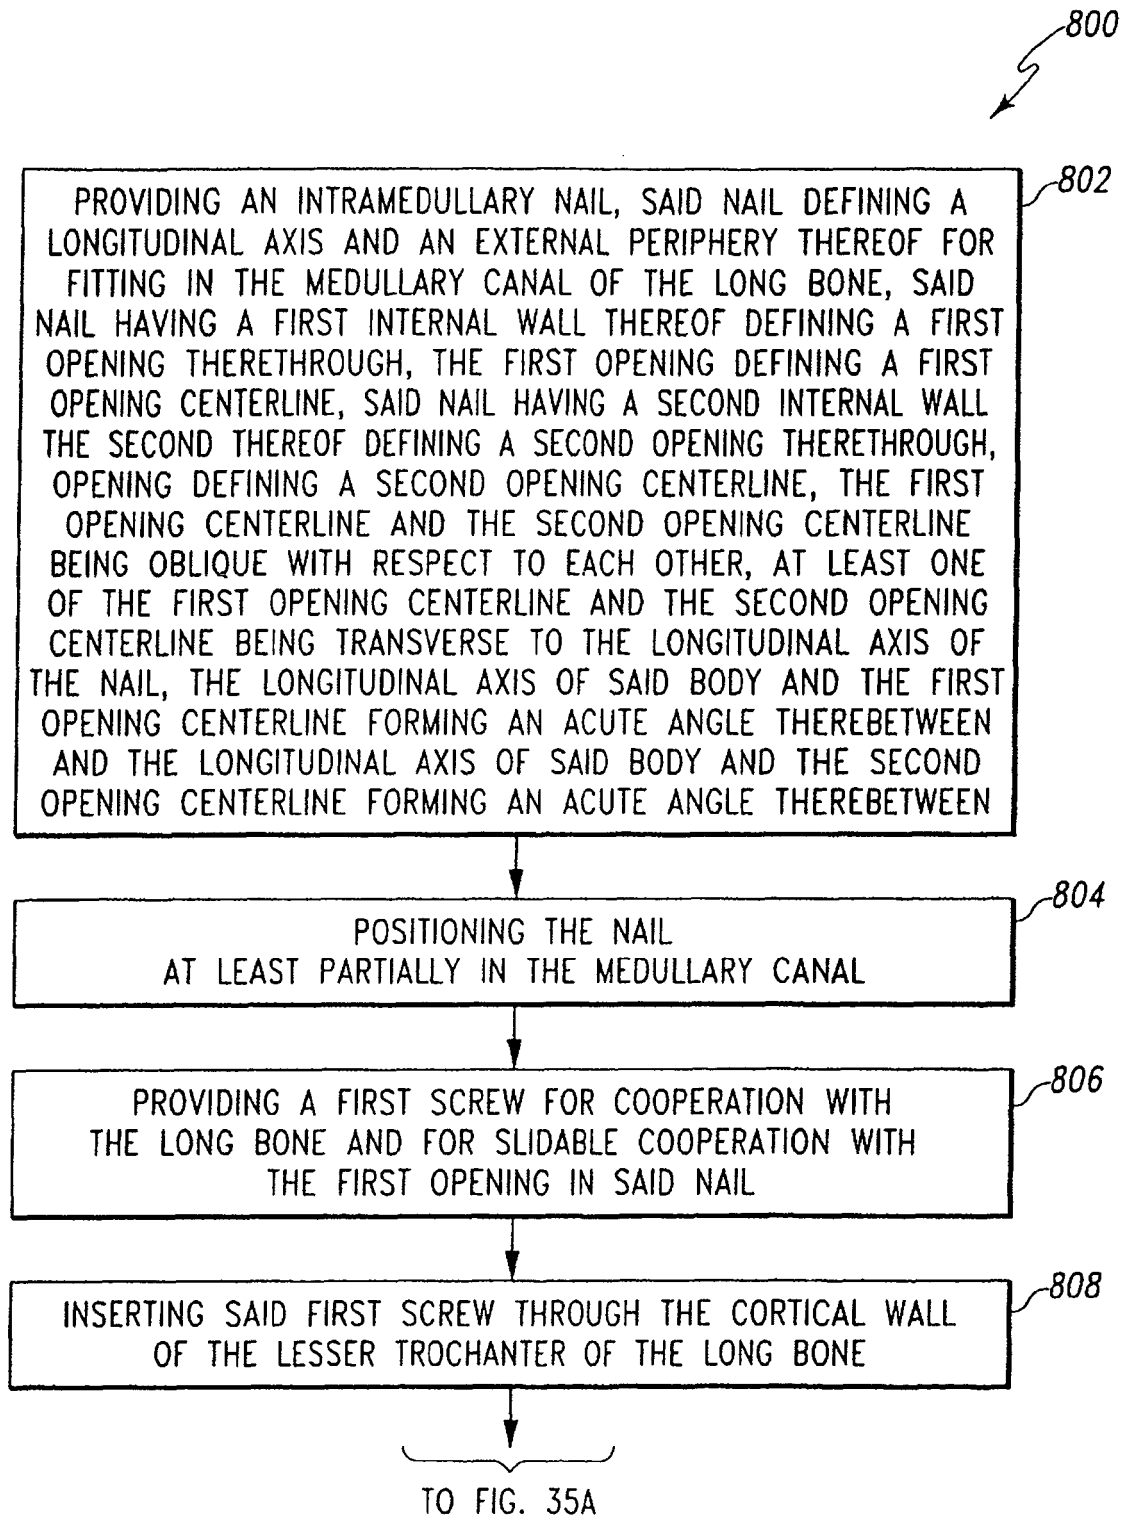 800
802
PROVIDING AN INTRAMEDULLARY NAIL, SAID NAIL DEFINING A
LONGITUDINAL AXIS AND AN EXTERNAL PERIPHERY THEREOF FOR
FITTING IN THE MEDULLARY CANAL OF THE LONG BONE, SAID
NAIL HAVING A FIRST INTERNAL WALL THEREOF DEFINING A FIRST
OPENING THERETHROUGH, THE FIRST OPENING DEFINING A FIRST
OPENING CENTERLINE, SAID NAIL HAVING A SECOND INTERNAL WALL
THE SECOND THEREOF DEFINING A SECOND OPENING THERETHROUGH,
OPENING DEFINING A SECOND OPENING CENTERLINE, THE FIRST
OPENING CENTERLINE AND THE SECOND OPENING CENTERLINE
BEING OBLIQUE WITH RESPECT TO EACH OTHER, AT LEAST ONE
OF THE FIRST OPENING CENTERLINE AND THE SECOND OPENING
CENTERLINE BEING TRANSVERSE TO THE LONGITUDINAL AXIS OF
THE NAIL, THE LONGITUDINAL AXIS OF SAID BODY AND THE FIRST
OPENING CENTERLINE FORMING AN ACUTE ANGLE THEREBETWEEN
AND THE LONGITUDINAL AXIS OF SAID BODY AND THE SECOND
OPENING CENTERLINE FORMING AN ACUTE ANGLE THEREBETWEEN
804
POSITIONING THE NAIL
AT LEAST PARTIALLY IN THE MEDULLARY CANAL
806
PROVIDING A FIRST SCREW FOR COOPERATION WITH
THE LONG BONE AND FOR SLIDABLE COOPERATION WITH
THE FIRST OPENING IN SAID NAIL
808
INSERTING SAID FIRST SCREW THROUGH THE CORTICAL WALL
OF THE LESSER TROCHANTER OF THE LONG BONE
TO FIG. 35A